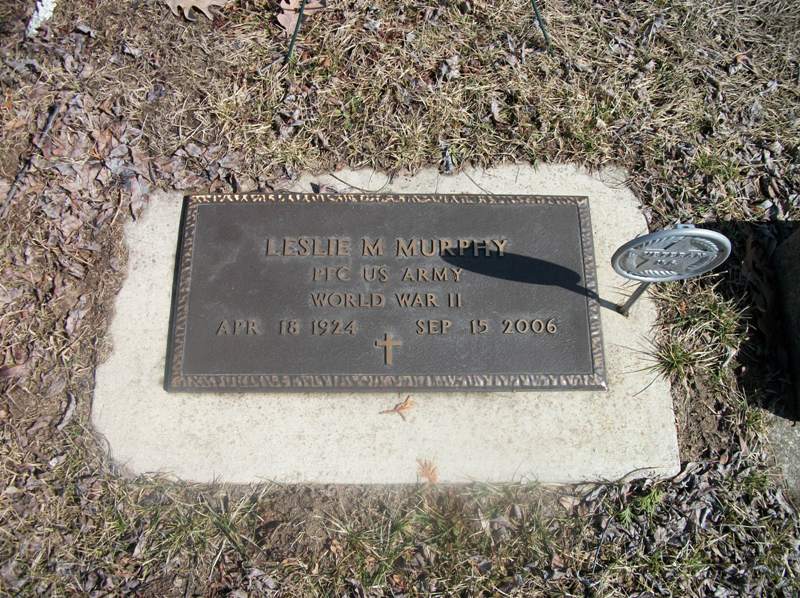 LESLIE M MURPHY
PFC US ARMY
WORLD WAR II
APR 18 1924 SEP 15 2006